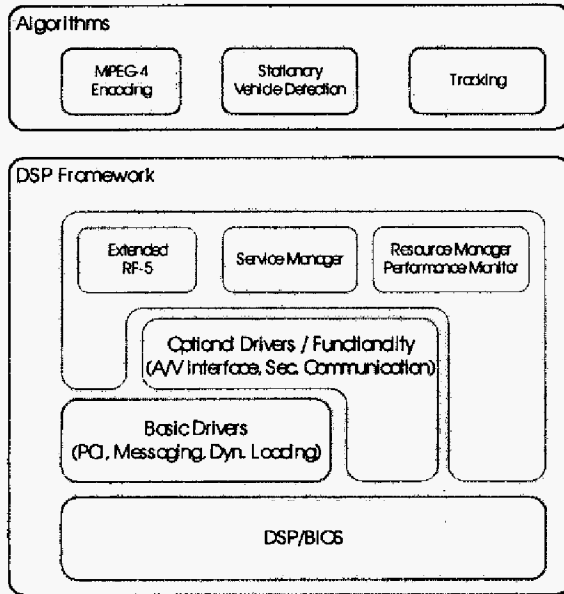 Algorithms
MPEG-4
Encoding
Stationary
Vehicle Detection
Tracking
DSP Framework
Extended
RF-5
Service Manager
Resource Manager
Performance Monitor
Optional Drivers / Functionality
(A/V Interface, Sec. Communication)
Basic Drivers
(PCI, Messaging, Dyn. Loading)
DSP/BIOS